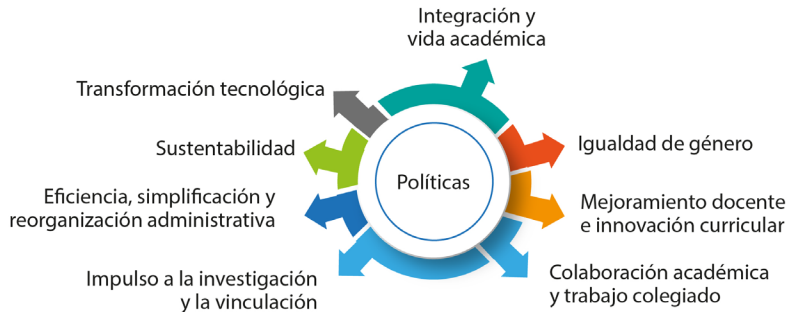 Integración y
vida académica
Transformación tecnológica
Igualdad de género
Sustentabilidad
Políticas
Mejoramiento docente
e innovación curricular
Eficiencia, simplificación y
reorganización administrativa
Colaboración académica
y trabajo colegiado
Impulso a la investigación
y la vinculación